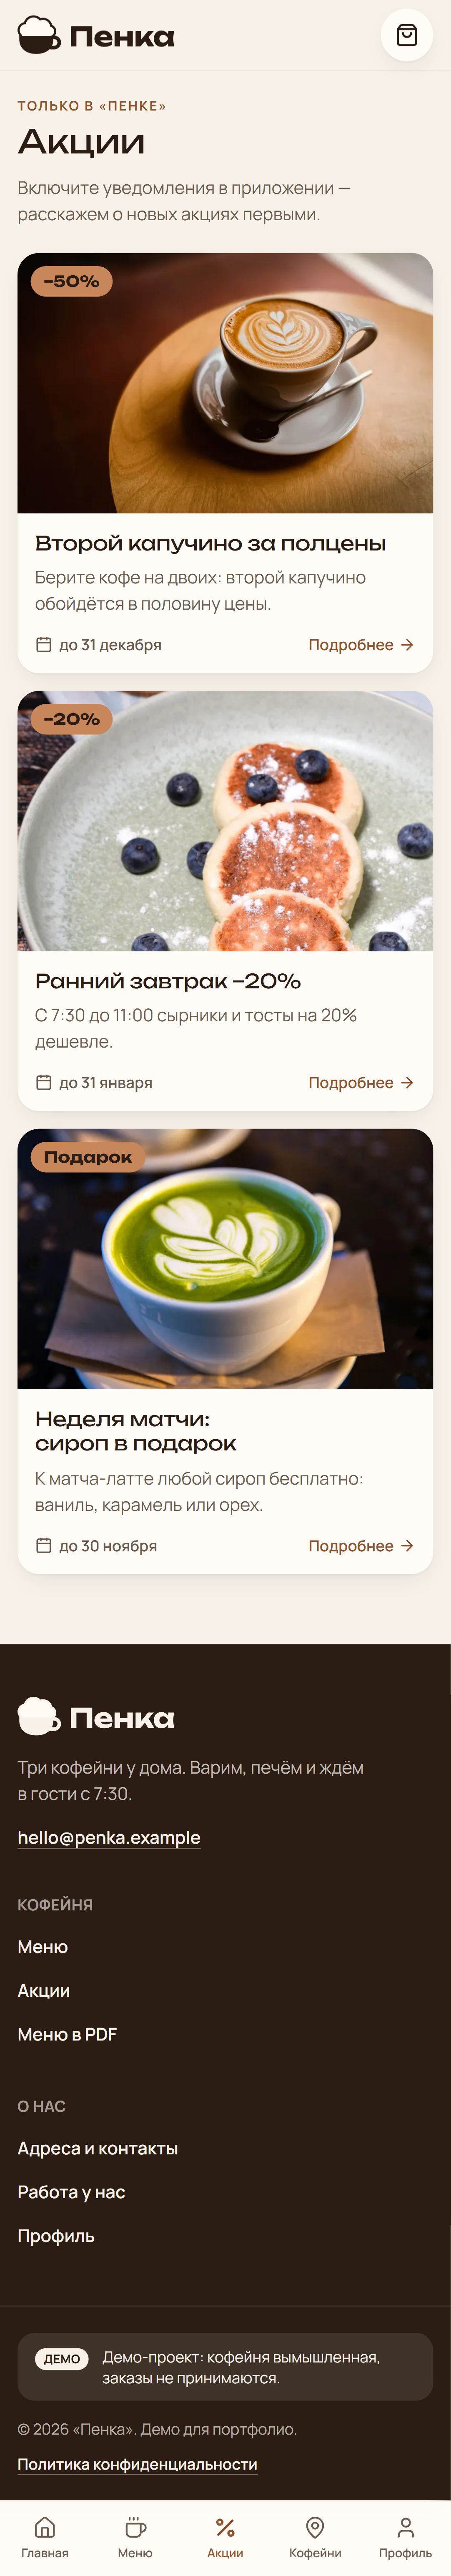 Пенка
ТОЛЬКО В «ПЕНКЕ»
Акции
Включите уведомления в приложении —
расскажем о новых акциях первыми.
−50%
Второй капучино за полцены
Берите кофе на двоих: второй капучино
обойдётся в половину цены.
до 31 декабря
Подробнее →
−20%
Ранний завтрак −20%
С 7:30 до 11:00 сырники и тосты на 20%
дешевле.
до 31 января
Подробнее →
Подарок
Неделя матчи:
сироп в подарок
К матча-латте любой сироп бесплатно:
ваниль, карамель или орех.
до 30 ноября
Подробнее →
Пенка
Три кофейни у дома. Варим, печём и ждём
в гости с 7:30.
hello@penka.example
КОФЕЙНЯ
Меню
Акции
Меню в PDF
О НАС
Адреса и контакты
Работа у нас
Профиль
ДЕМО
Демо-проект: кофейня вымышленная,
заказы не принимаются.
© 2026 «Пенка». Демо для портфолио.
Политика конфиденциальности
Главная
Меню
Акции
Кофейни
Профиль